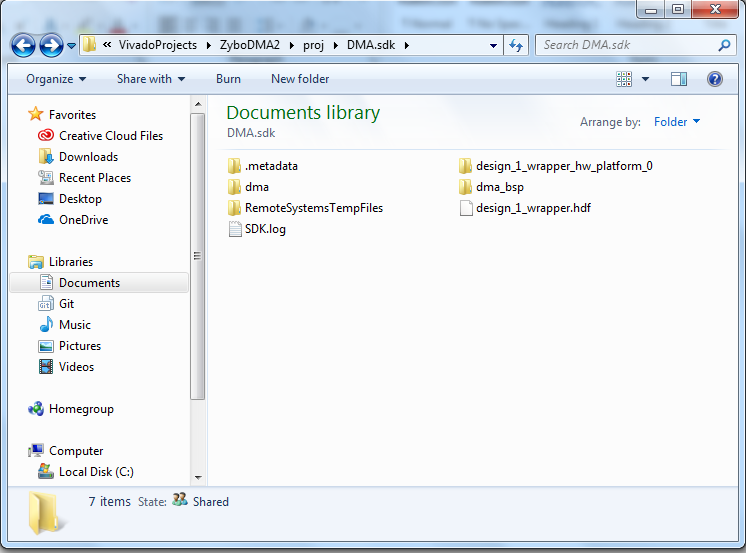 « VivadoProjects ▸ ZyboDMA2 ▸ proj ▸ DMA.sdk ▸
Search DMA.sdk
Organize ▾ Share with ▾ Burn New folder
Favorites
Creative Cloud Files
Downloads
Recent Places
Desktop
OneDrive
Libraries
Documents
Git
Music
Pictures
Videos
Homegroup
Computer
Local Disk (C:)
Documents library
DMA.sdk
Arrange by: Folder ▾
.metadata design_1_wrapper_hw_platform_0
dma dma_bsp
RemoteSystemsTempFiles design_1_wrapper.hdf
SDK.log
7 items State: Shared